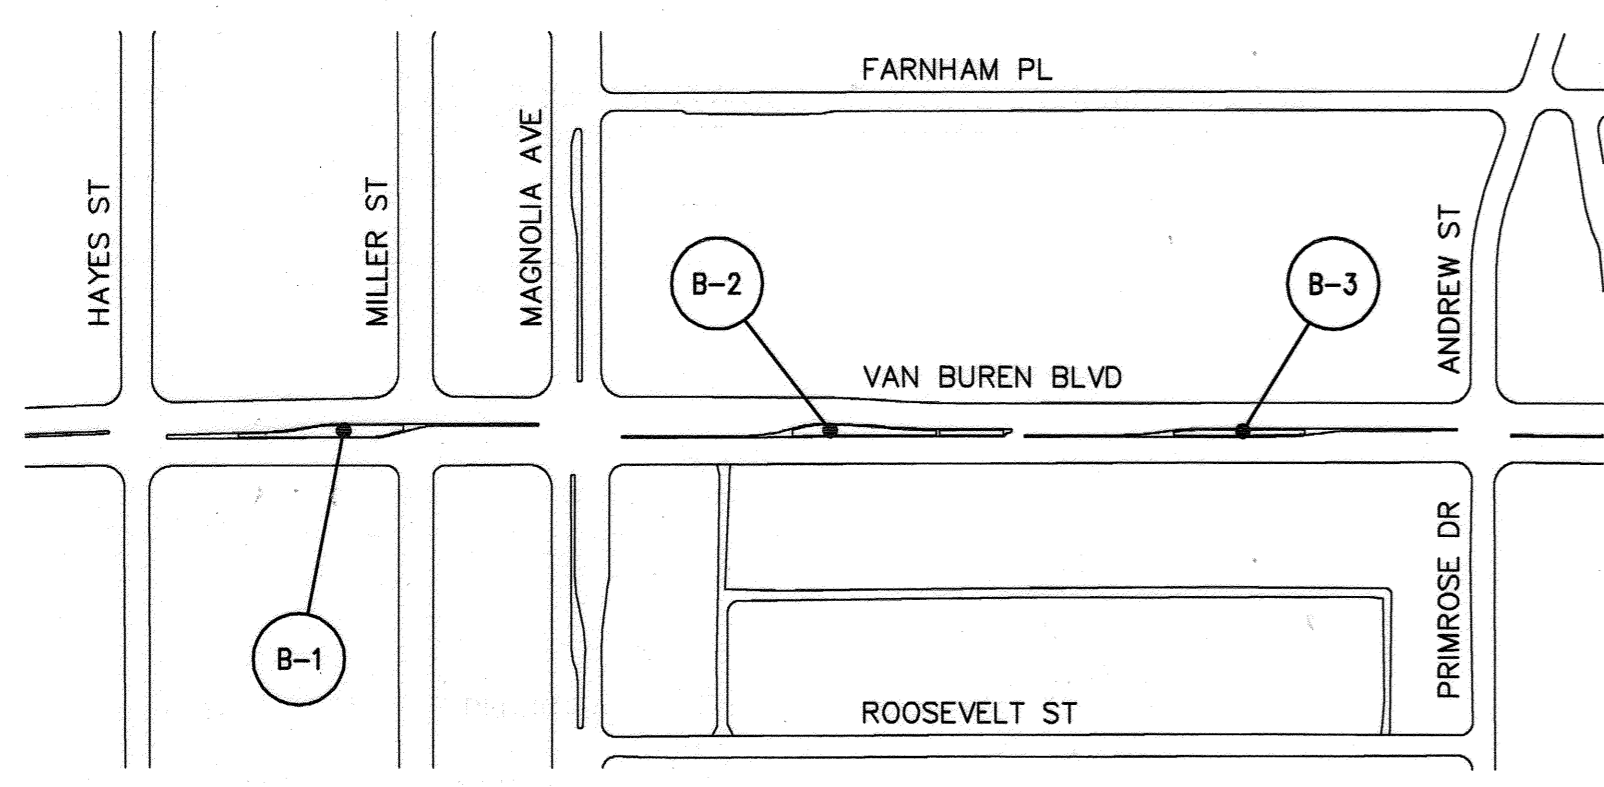 FARNHAM PL
HAYES ST
MILLER ST
MAGNOLIA AVE
B-2
B-3
ANDREW ST
VAN BUREN BLVD
B-1
PRIMROSE DR
ROOSEVELT ST